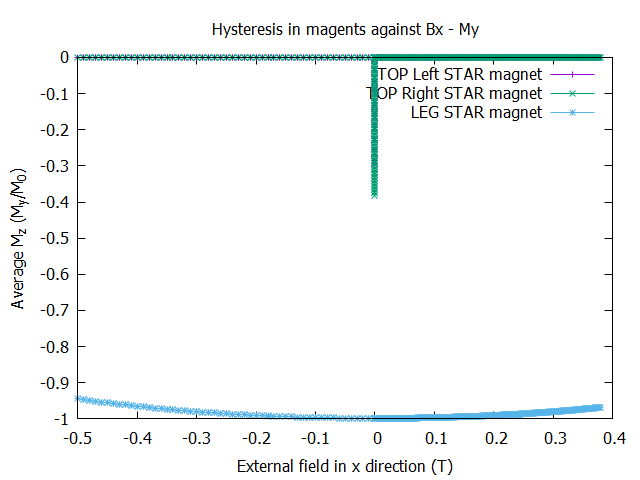 Hysteresis in magents against Bx - My
0
-0.1
-0.2
-0.3
-0.4
-0.5
-0.6
-0.7
-0.8
-0.9
-1
Average Mz (My/M0)
TOP Left STAR magnet
TOP Right STAR magnet
LEG STAR magnet
-0.5 -0.4 -0.3 -0.2 -0.1 0 0.1 0.2 0.3 0.4
External field in x direction (T)